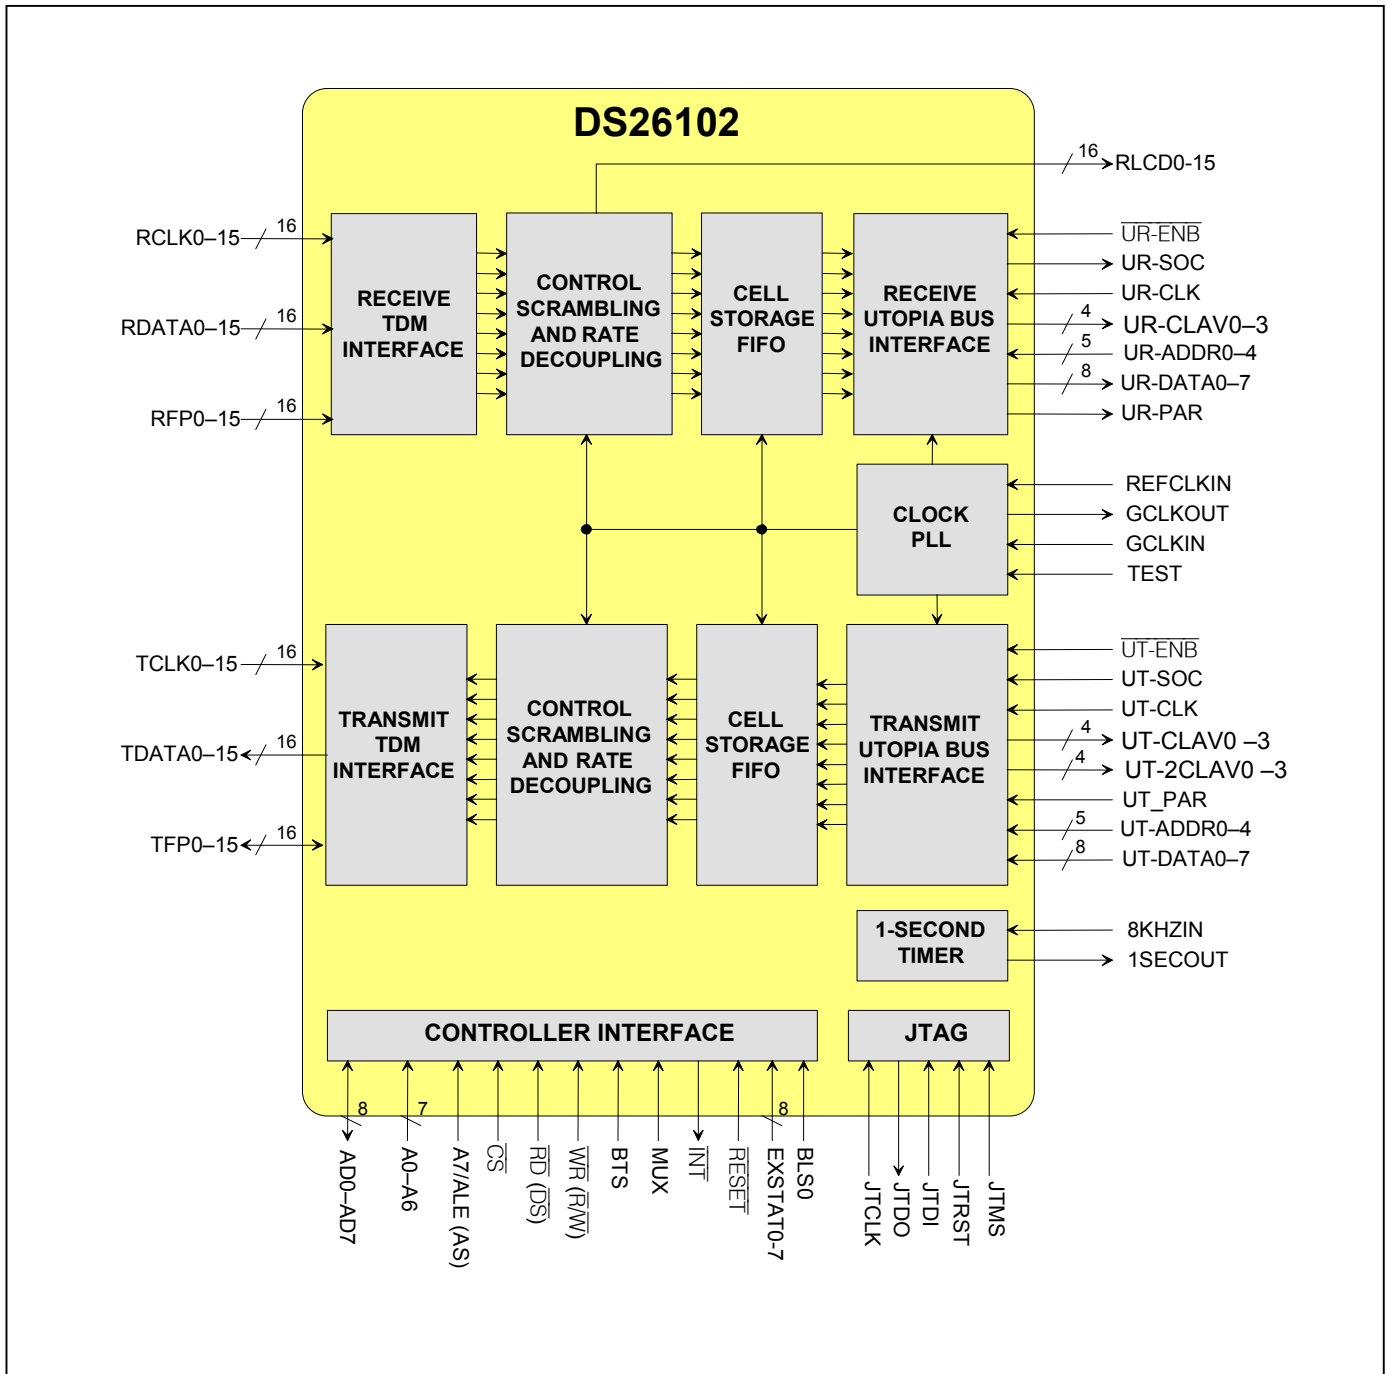 DS26102
16
RLCD0-15
RCLK0–15
16
RDATA0–15
16
RFP0–15
16
RECEIVE
TDM
INTERFACE
CONTROL
SCRAMBLING
AND RATE
DECOUPLING
CELL
STORAGE
FIFO
RECEIVE
UTOPIA BUS
INTERFACE
UR-ENB
UR-SOC
UR-CLK
4
UR-CLAV0–3
5
UR-ADDR0–4
8
UR-DATA0–7
UR-PAR
CLOCK
PLL
REFCLKIN
GCLKOUT
GCLKIN
TEST
TCLK0–15
16
TDATA0–15
16
TFP0–15
16
TRANSMIT
TDM
INTERFACE
CONTROL
SCRAMBLING
AND RATE
DECOUPLING
CELL
STORAGE
FIFO
TRANSMIT
UTOPIA BUS
INTERFACE
UT-ENB
UT-SOC
UT-CLK
4
UT-CLAV0 –3
4
UT-2CLAV0 –3
UT_PAR
5
UT-ADDR0–4
8
UT-DATA0–7
1-SECOND
TIMER
8KHZIN
1SECOUT
CONTROLLER INTERFACE
JTAG
8
7
8
AD0–AD7
A0–A6
A7/ALE (AS)
CS
RD (DS)
WR (R/W)
BTS
MUX
INT
RESET
EXSTAT0-7
BLS0
JTCLK
JTDO
JTDI
JTRST
JTMS